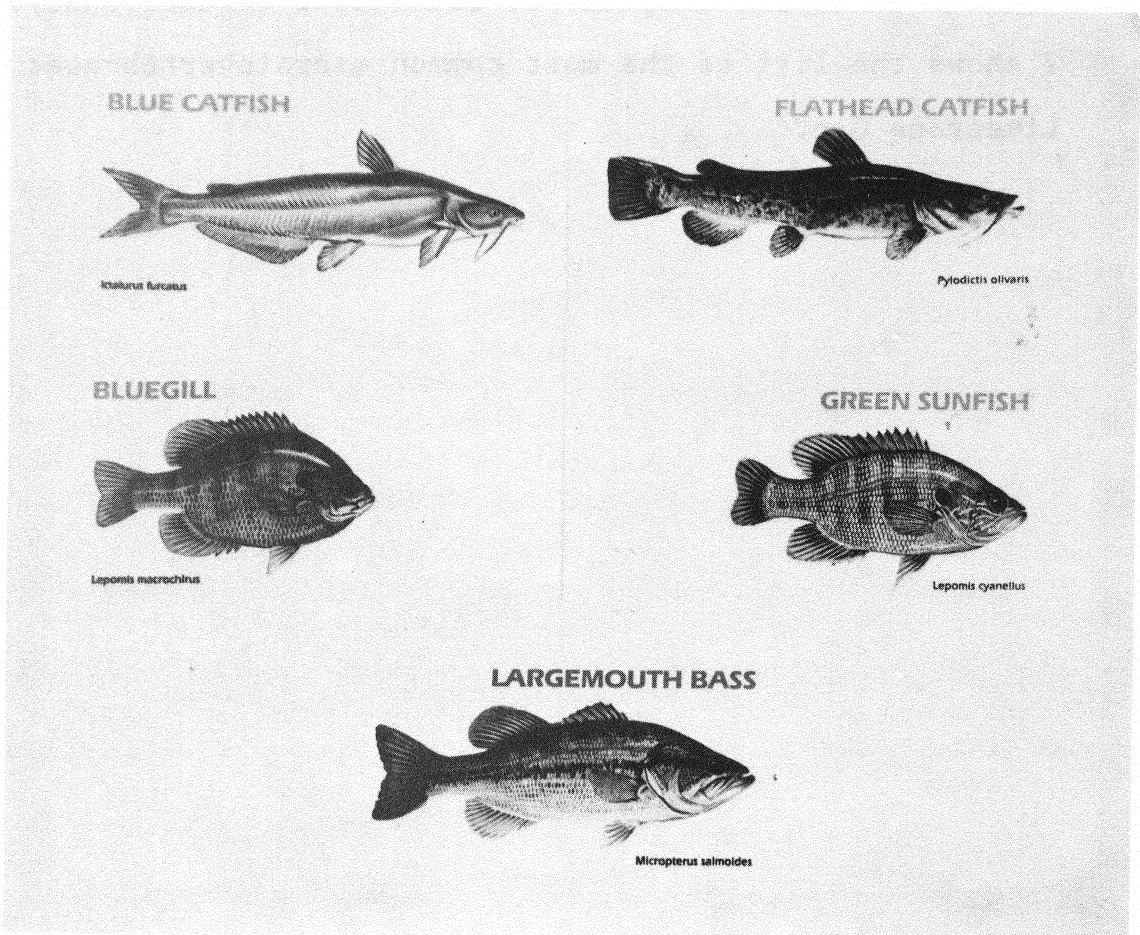 BLUE CATFISH
FLATHEAD CATFISH
Ictalurus furcatus
Pylodictis olivaris
BLUEGILL
GREEN SUNFISH
Lepomis macrochirus
Lepomis cyanellus
LARGEMOUTH BASS
Micropterus salmoides